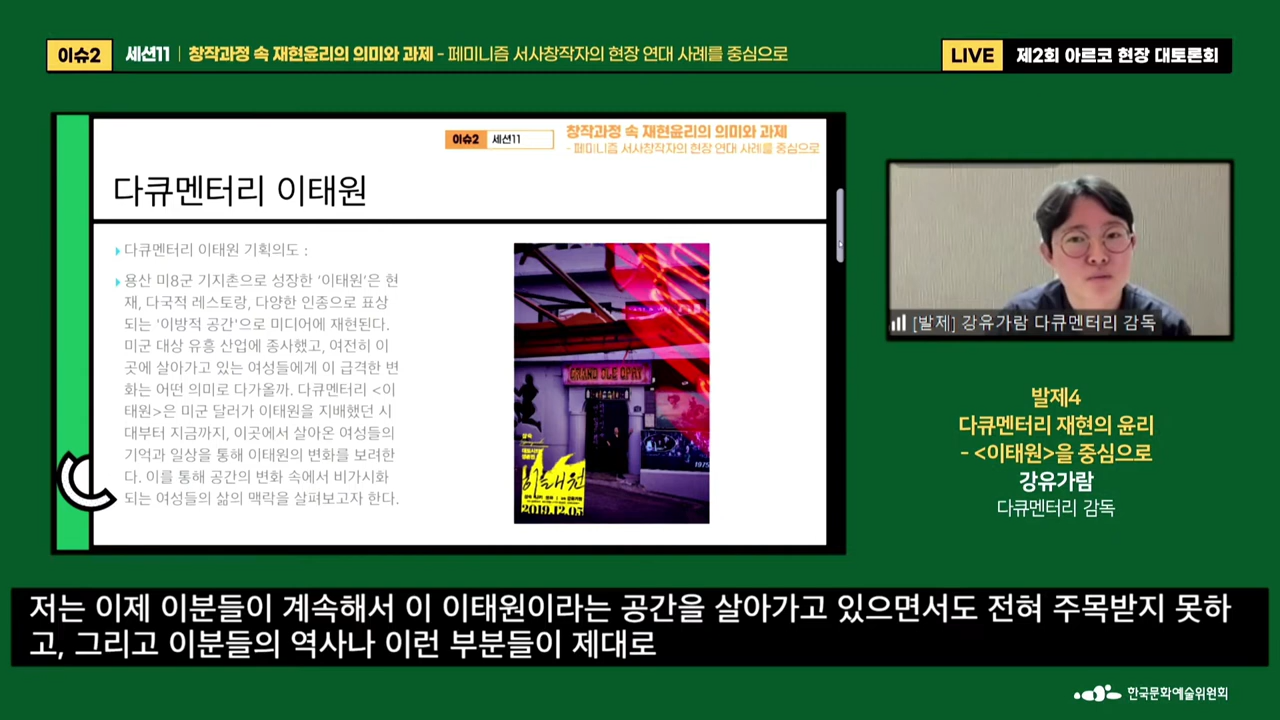 이슈2 세션11 | 창작과정 속 재현윤리의 의미와 과제 - 페미니즘 서사창작자의 현장 연대 사례를 중심으로
LIVE 제2회 아르코 현장 대토론회
이슈2 세션11 창작과정 속 재현윤리의 의미와 과제
- 페미니즘 서사창작자의 현장 연대 사례를 중심으로
다큐멘터리 이태원
다큐멘터리 이태원 기획의도 :
용산 미8군 기지촌으로 성장한 '이태원'은 현
재, 다국적 레스토랑, 다양한 인종으로 표상
되는 '이방적 공간'으로 미디어에 재현된다.
미군 대상 유흥 산업에 종사했고, 여전히 이
곳에 살아가고 있는 여성들에게 이 급격한 변
화는 어떤 의미로 다가올까. 다큐멘터리 <이
태원>은 미군 달러가 이태원을 지배했던 시
대부터 지금까지, 이곳에서 살아온 여성들의
기억과 일상을 통해 이태원의 변화를 보려한
다. 이를 통해 공간의 변화 속에서 비가시화
되는 여성들의 삶의 맥락을 살펴보고자 한다.
GRAND OLE OPRY
1975
이태원
2019.12.05
[발제] 강유가람 다큐멘터리 감독
발제4
다큐멘터리 재현의 윤리
- <이태원>을 중심으로
강유가람
다큐멘터리 감독
저는 이제 이분들이 계속해서 이 이태원이라는 공간을 살아가고 있으면서도 전혀 주목받지 못하
고, 그리고 이분들의 역사나 이런 부분들이 제대로
한국문화예술위원회